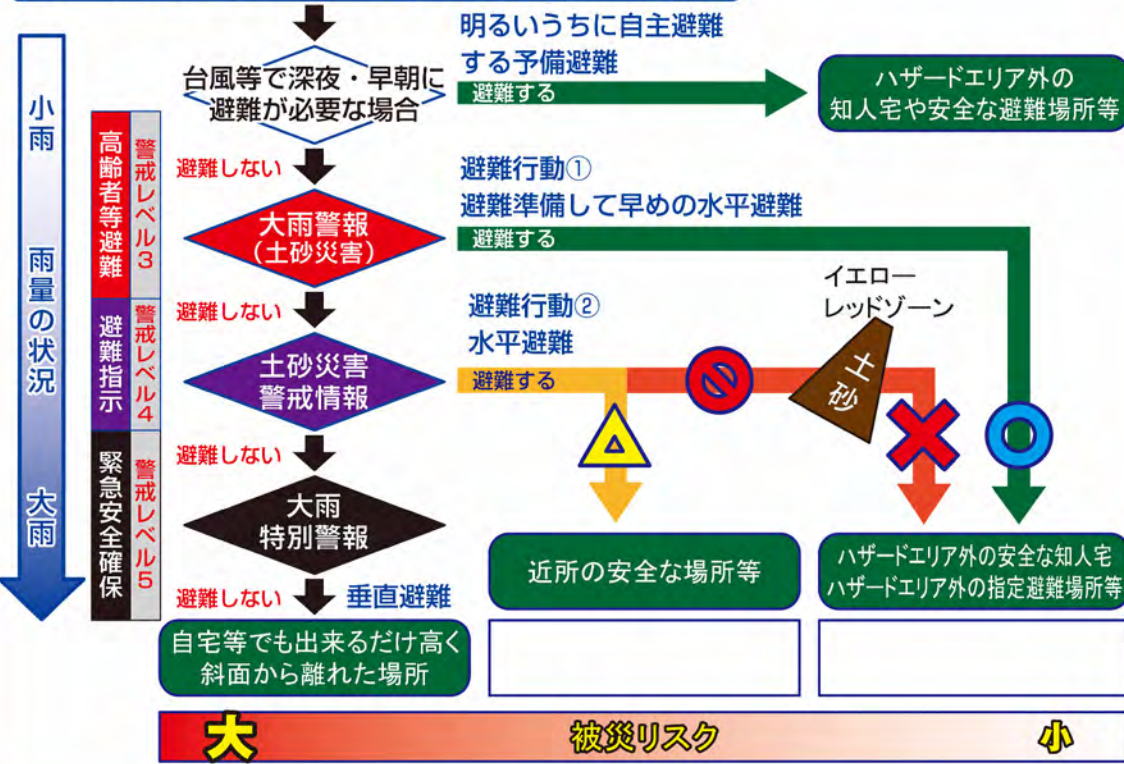 明るいうちに自主避難
する予備避難
台風等で深夜・早朝に
避難が必要な場合
避難する
ハザードエリア外の
知人宅や安全な避難場所等
小雨
雨量の状況
大雨
高齢者等避難
警戒レベル3
避難しない
避難行動①
避難準備して早めの水平避難
大雨警報
(土砂災害)
避難する
避難指示
警戒レベル4
避難しない
避難行動②
水平避難
土砂災害
警戒情報
避難する
イエロー
レッドゾーン
土砂
緊急安全確保
警戒レベル5
避難しない
大雨
特別警報
近所の安全な場所等
ハザードエリア外の安全な知人宅
ハザードエリア外の指定避難場所等
避難しない
垂直避難
自宅等でも出来るだけ高く
斜面から離れた場所
大
被災リスク
小